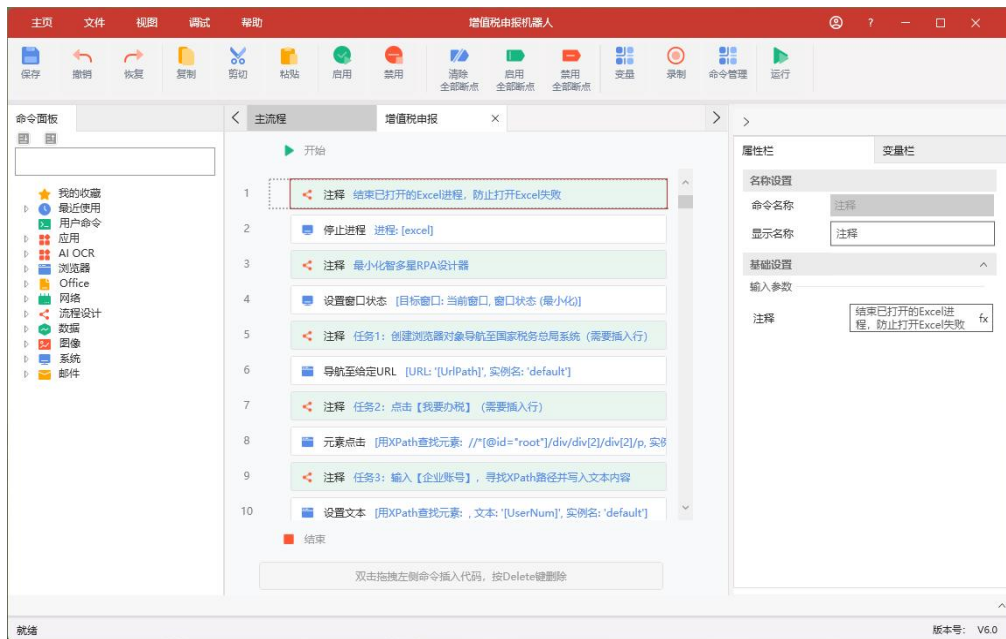 主页 文件 视图 调试 帮助 增值税申报机器人 ?
保存 撤销 恢复 复制 剪切 粘贴 启用 禁用 清除 启用 禁用 变量 录制 命令管理 运行
全部断点 全部断点 全部断点
命令面板
主流程 增值税申报
开始
我的收藏
最近使用
用户命令
应用
AI OCR
浏览器
Office
网络
流程设计
数据
图像
系统
邮件
1 注释 结束已打开的Excel进程，防止打开Excel失败
2 停止进程 进程: [excel]
3 注释 最小化智多星RPA设计器
4 设置窗口状态 [目标窗口: 当前窗口, 窗口状态 (最小化)]
5 注释 任务1：创建浏览器对象导航至国家税务总局系统（需要插入行）
6 导航至给定URL [URL: '[UrlPath]', 实例名: 'default']
7 注释 任务2：点击【我要办税】（需要插入行）
8 元素点击 [用XPath查找元素: //*[@id="root"]/div/div[2]/div[2]/p, 实例
9 注释 任务3：输入【企业账号】，寻找XPath路径并写入文本内容
10 设置文本 [用XPath查找元素: , 文本: '[UserNum]', 实例名: 'default']
结束
双击拖拽左侧命令插入代码，按Delete键删除
属性栏 变量栏
名称设置
命令名称 注释
显示名称 注释
基础设置
输入参数
注释 结束已打开的Excel进
程，防止打开Excel失败 fx
就绪 版本号： V6.0